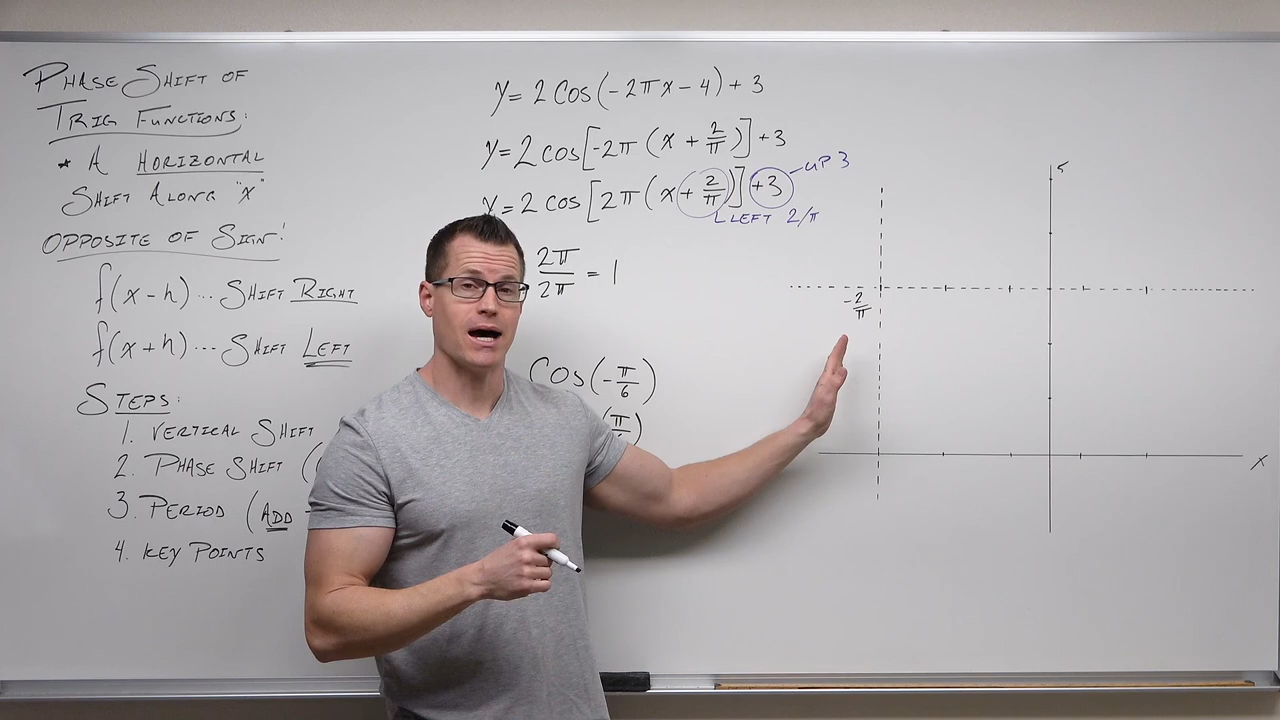 PHASE SHIFT OF
TRIG FUNCTIONS:
* A HORIZONTAL
SHIFT ALONG "X"
OPPOSITE OF SIGN!
f(x-h)... SHIFT RIGHT
f(x+h)... SHIFT LEFT
STEPS:
1. VERTICAL SHIFT
2. PHASE SHIFT (
3. PERIOD (ADD
4. KEY POINTS
y= 2 cos(-2πx-4)+3
y= 2 cos[-2π(x+2/π)]+3
y= 2 cos[2π(x+2/π)]+3
UP 3
LEFT 2/π
2π/2π = 1
cos(-π/6)
-2/π
x